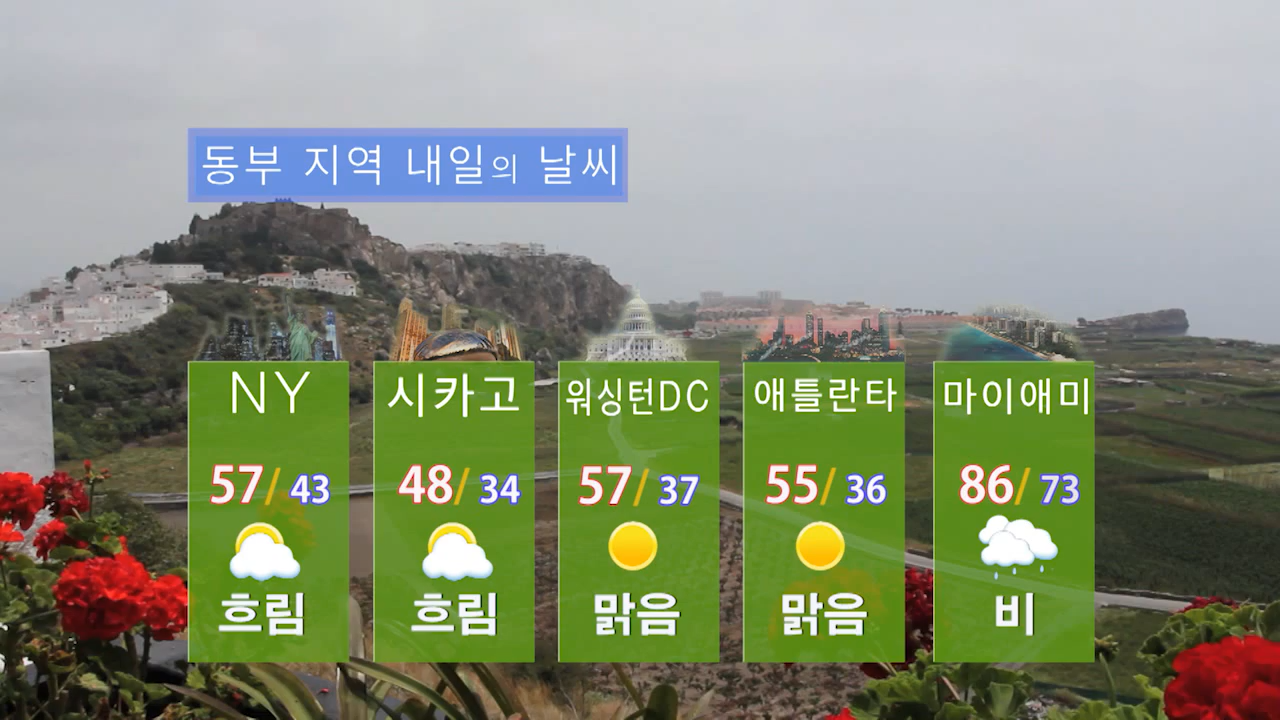 동부 지역 내일의 날씨
NY
57/43
흐림
시카고
48/34
흐림
워싱턴DC
57/37
맑음
애틀란타
55/36
맑음
마이애미
86/73
비